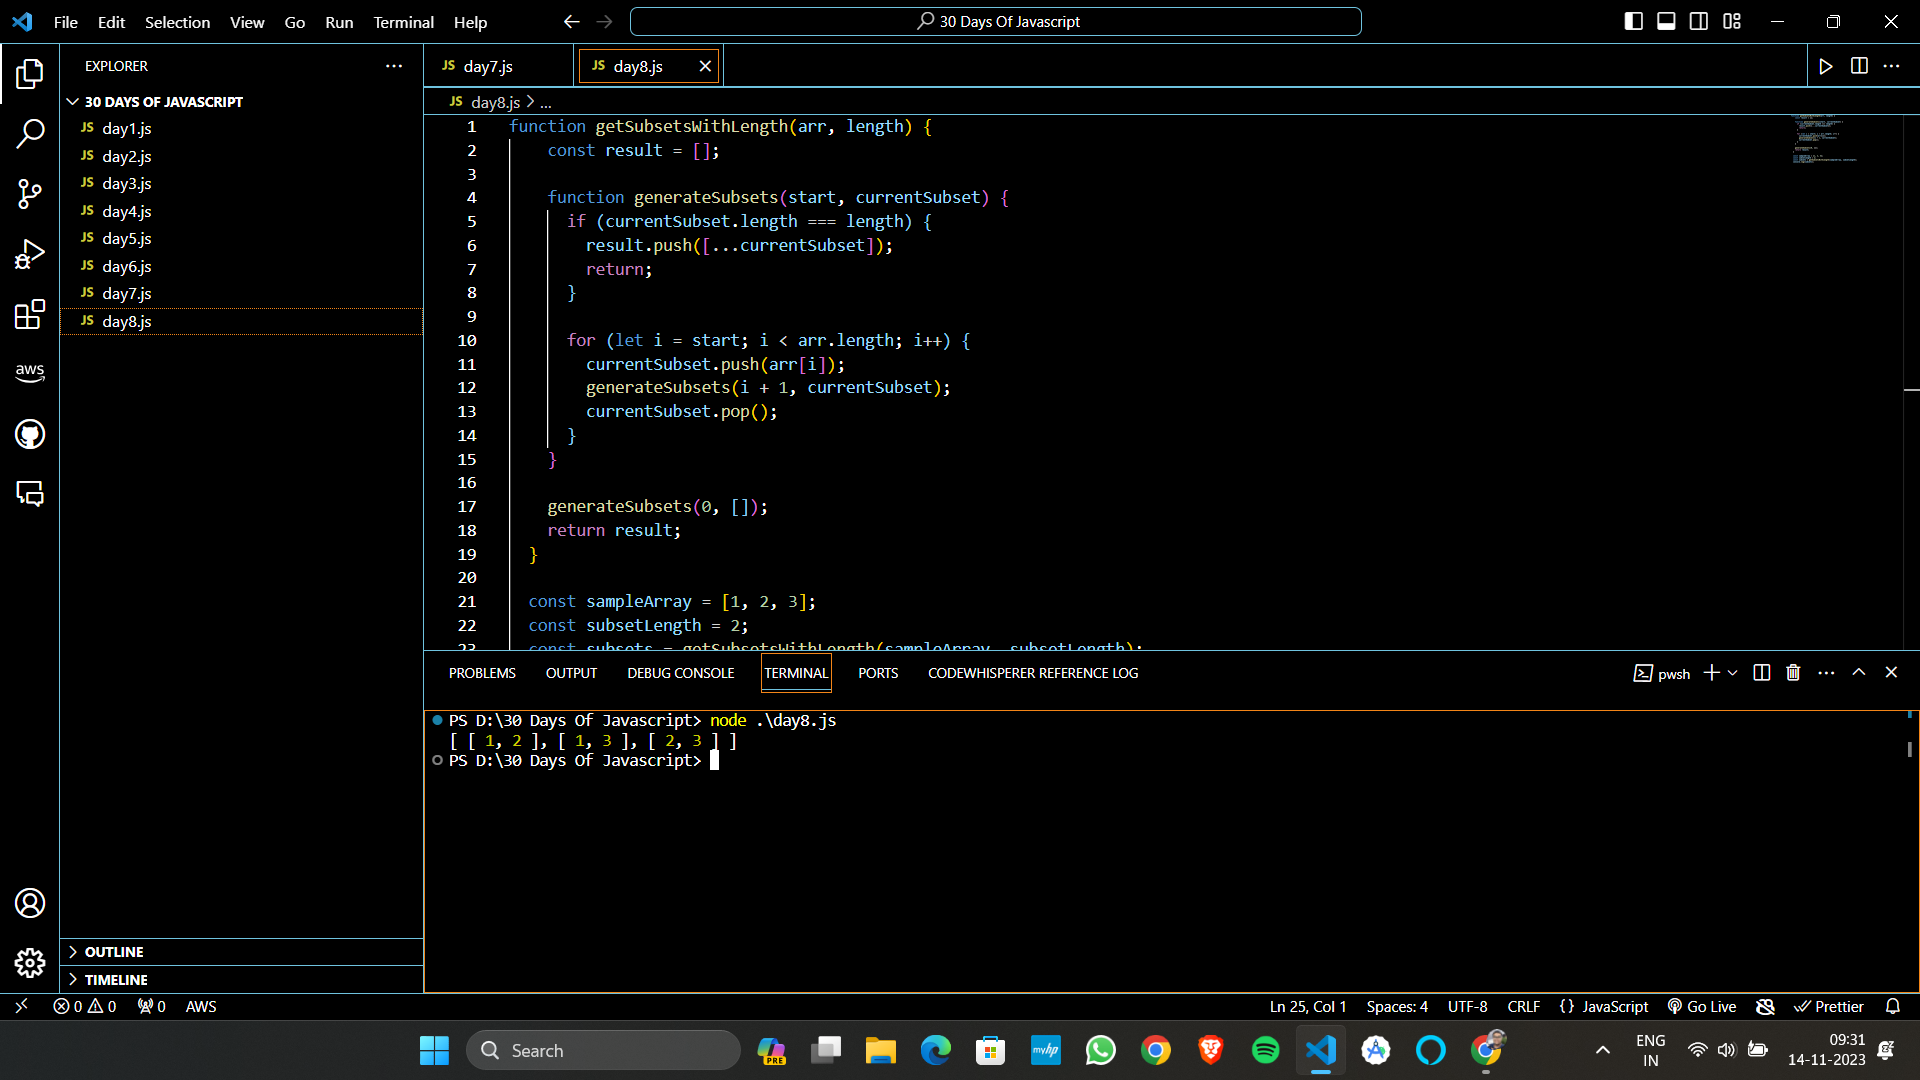 File Edit Selection View Go Run Terminal Help
30 Days Of Javascript
EXPLORER
30 DAYS OF JAVASCRIPT
JS day1.js
JS day2.js
JS day3.js
JS day4.js
JS day5.js
JS day6.js
JS day7.js
JS day8.js
aws
OUTLINE
TIMELINE
JS day7.js
JS day8.js
JS day8.js > ...
1 function getSubsetsWithLength(arr, length) {
2 const result = [];
3
4 function generateSubsets(start, currentSubset) {
5 if (currentSubset.length === length) {
6 result.push([...currentSubset]);
7 return;
8 }
9
10 for (let i = start; i < arr.length; i++) {
11 currentSubset.push(arr[i]);
12 generateSubsets(i + 1, currentSubset);
13 currentSubset.pop();
14 }
15 }
16
17 generateSubsets(0, []);
18 return result;
19 }
20
21 const sampleArray = [1, 2, 3];
22 const subsetLength = 2;
23 const subsets = getSubsetsWithLength(sampleArray, subsetLength);
PROBLEMS OUTPUT DEBUG CONSOLE TERMINAL PORTS CODEWHISPERER REFERENCE LOG
pwsh
PS D:\30 Days Of Javascript> node .\day8.js
[ [ 1, 2 ], [ 1, 3 ], [ 2, 3 ] ]
PS D:\30 Days Of Javascript>
0 0 0 AWS
Ln 25, Col 1 Spaces: 4 UTF-8 CRLF {} JavaScript Go Live Prettier
Search
PRE
myhp
ENG
IN
09:31
14-11-2023